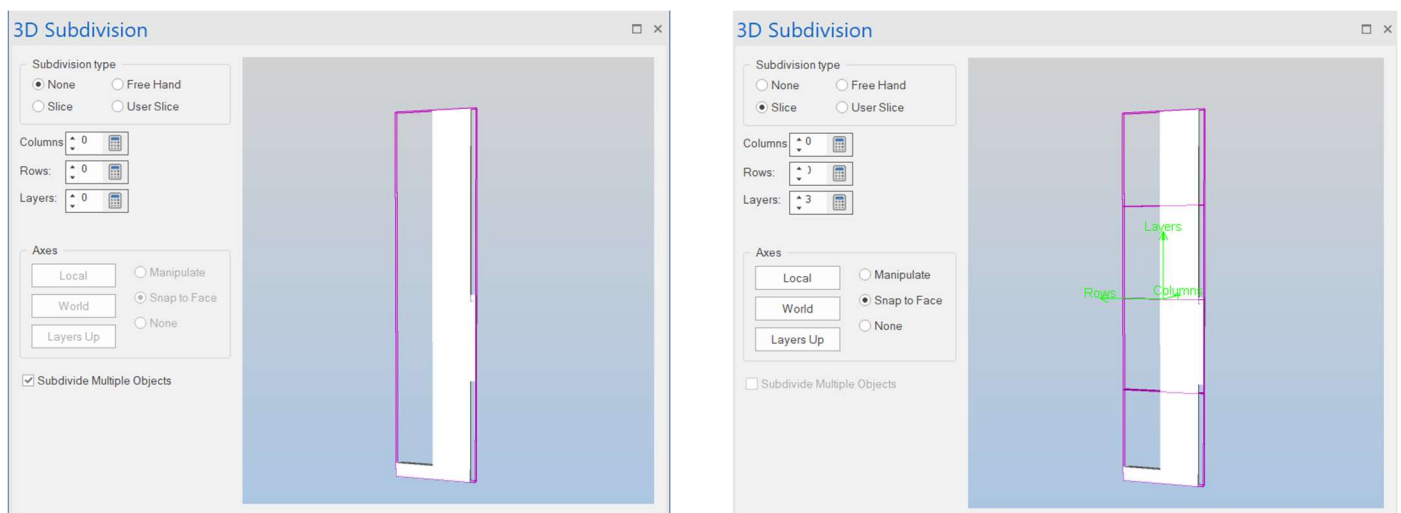 3D Subdivision
Subdivision type
None Free Hand
Slice User Slice
Columns 0
Rows: 0
Layers: 0
Axes
Local Manipulate
World Snap to Face
Layers Up None
Subdivide Multiple Objects
3D Subdivision
Subdivision type
None Free Hand
Slice User Slice
Columns 0
Rows:
Layers: 3
Axes
Local Manipulate
World Snap to Face
Layers Up None
Subdivide Multiple Objects
Layers
Rows Columns